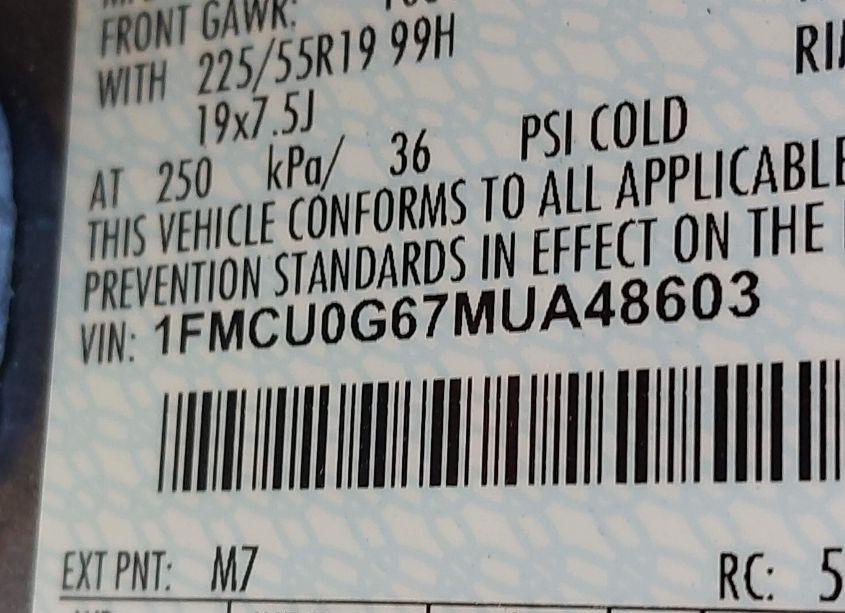 FRONT GAWR:
WITH 225/55R19 99H RI
19x7.5J
AT 250 kPa/ 36 PSI COLD
THIS VEHICLE CONFORMS TO ALL APPLICABLE
PREVENTION STANDARDS IN EFFECT ON THE
VIN: 1FMCU0G67MUA48603
EXT PNT: M7 RC: 5